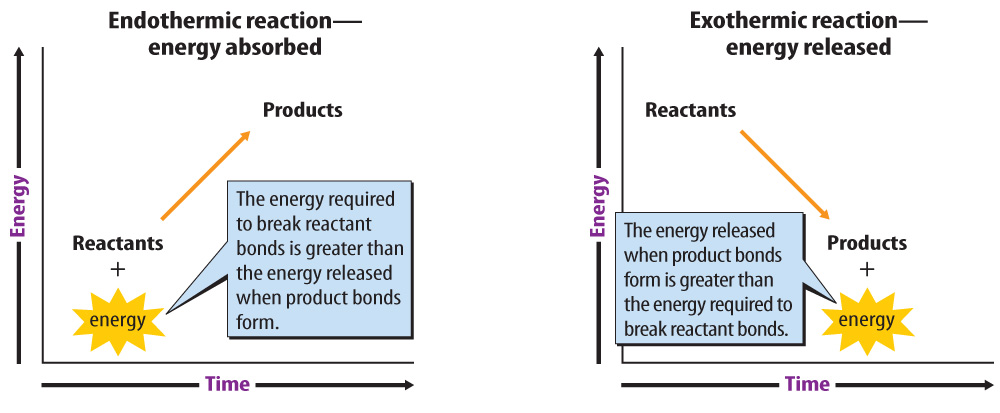 Endothermic reaction—
energy absorbed
Energy
Products
Reactants
+
energy
The energy required
to break reactant
bonds is greater than
the energy released
when product bonds
form.
Time
Exothermic reaction—
energy released
Energy
Reactants
The energy released
when product bonds
form is greater than
the energy required to
break reactant bonds.
Products
+
energy
Time